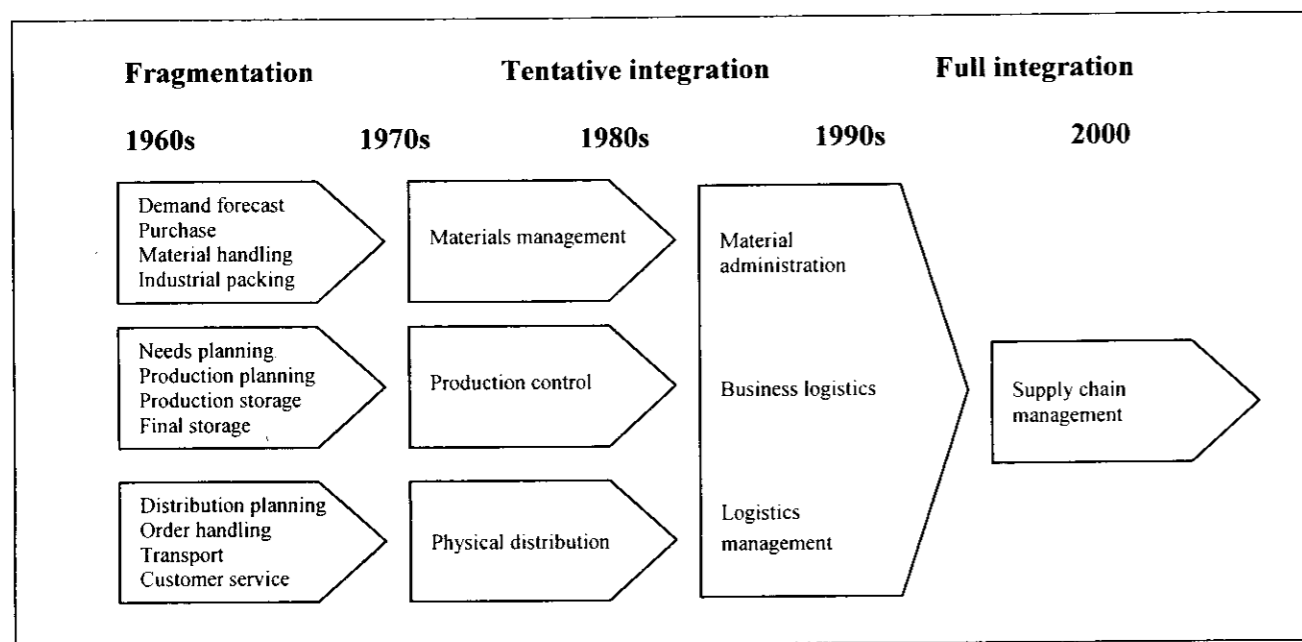 Fragmentation Tentative integration Full integration
1960s 1970s 1980s 1990s 2000
Demand forecast
Purchase
Material handling
Industrial packing
Materials management
Material
administration
Needs planning
Production planning
Production storage
Final storage
Production control
Business logistics
Supply chain
management
Distribution planning
Order handling
Transport
Customer service
Physical distribution
Logistics
management